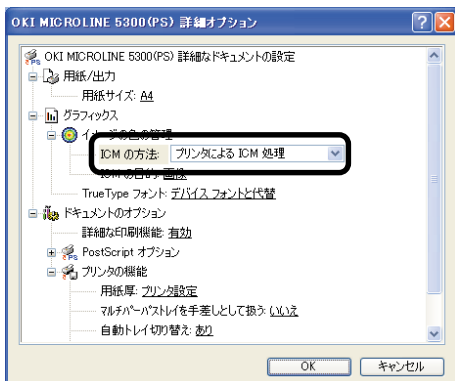 OKI MICROLINE 5300(PS) 詳細オプション
OKI MICROLINE 5300(PS) 詳細なドキュメントの設定
用紙/出力
用紙サイズ: A4
グラフィックス
イメージの色の管理
ICM の方法: プリンタによる ICM 処理
ICM の目的: 画像
TrueType フォント: デバイス フォントと代替
ドキュメントのオプション
詳細な印刷機能: 有効
PostScript オプション
プリンタの機能
用紙厚: プリンタ設定
マルチパーパストレイを手差しとして扱う: いいえ
自動トレイ切り替え: あり
OK キャンセル